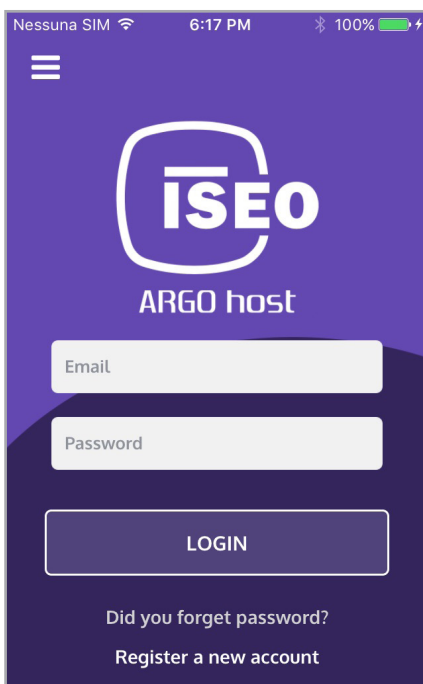 Nessuna SIM 6:17 PM 100%
ISEO
ARGO host
Email
Password
LOGIN
Did you forget password?
Register a new account